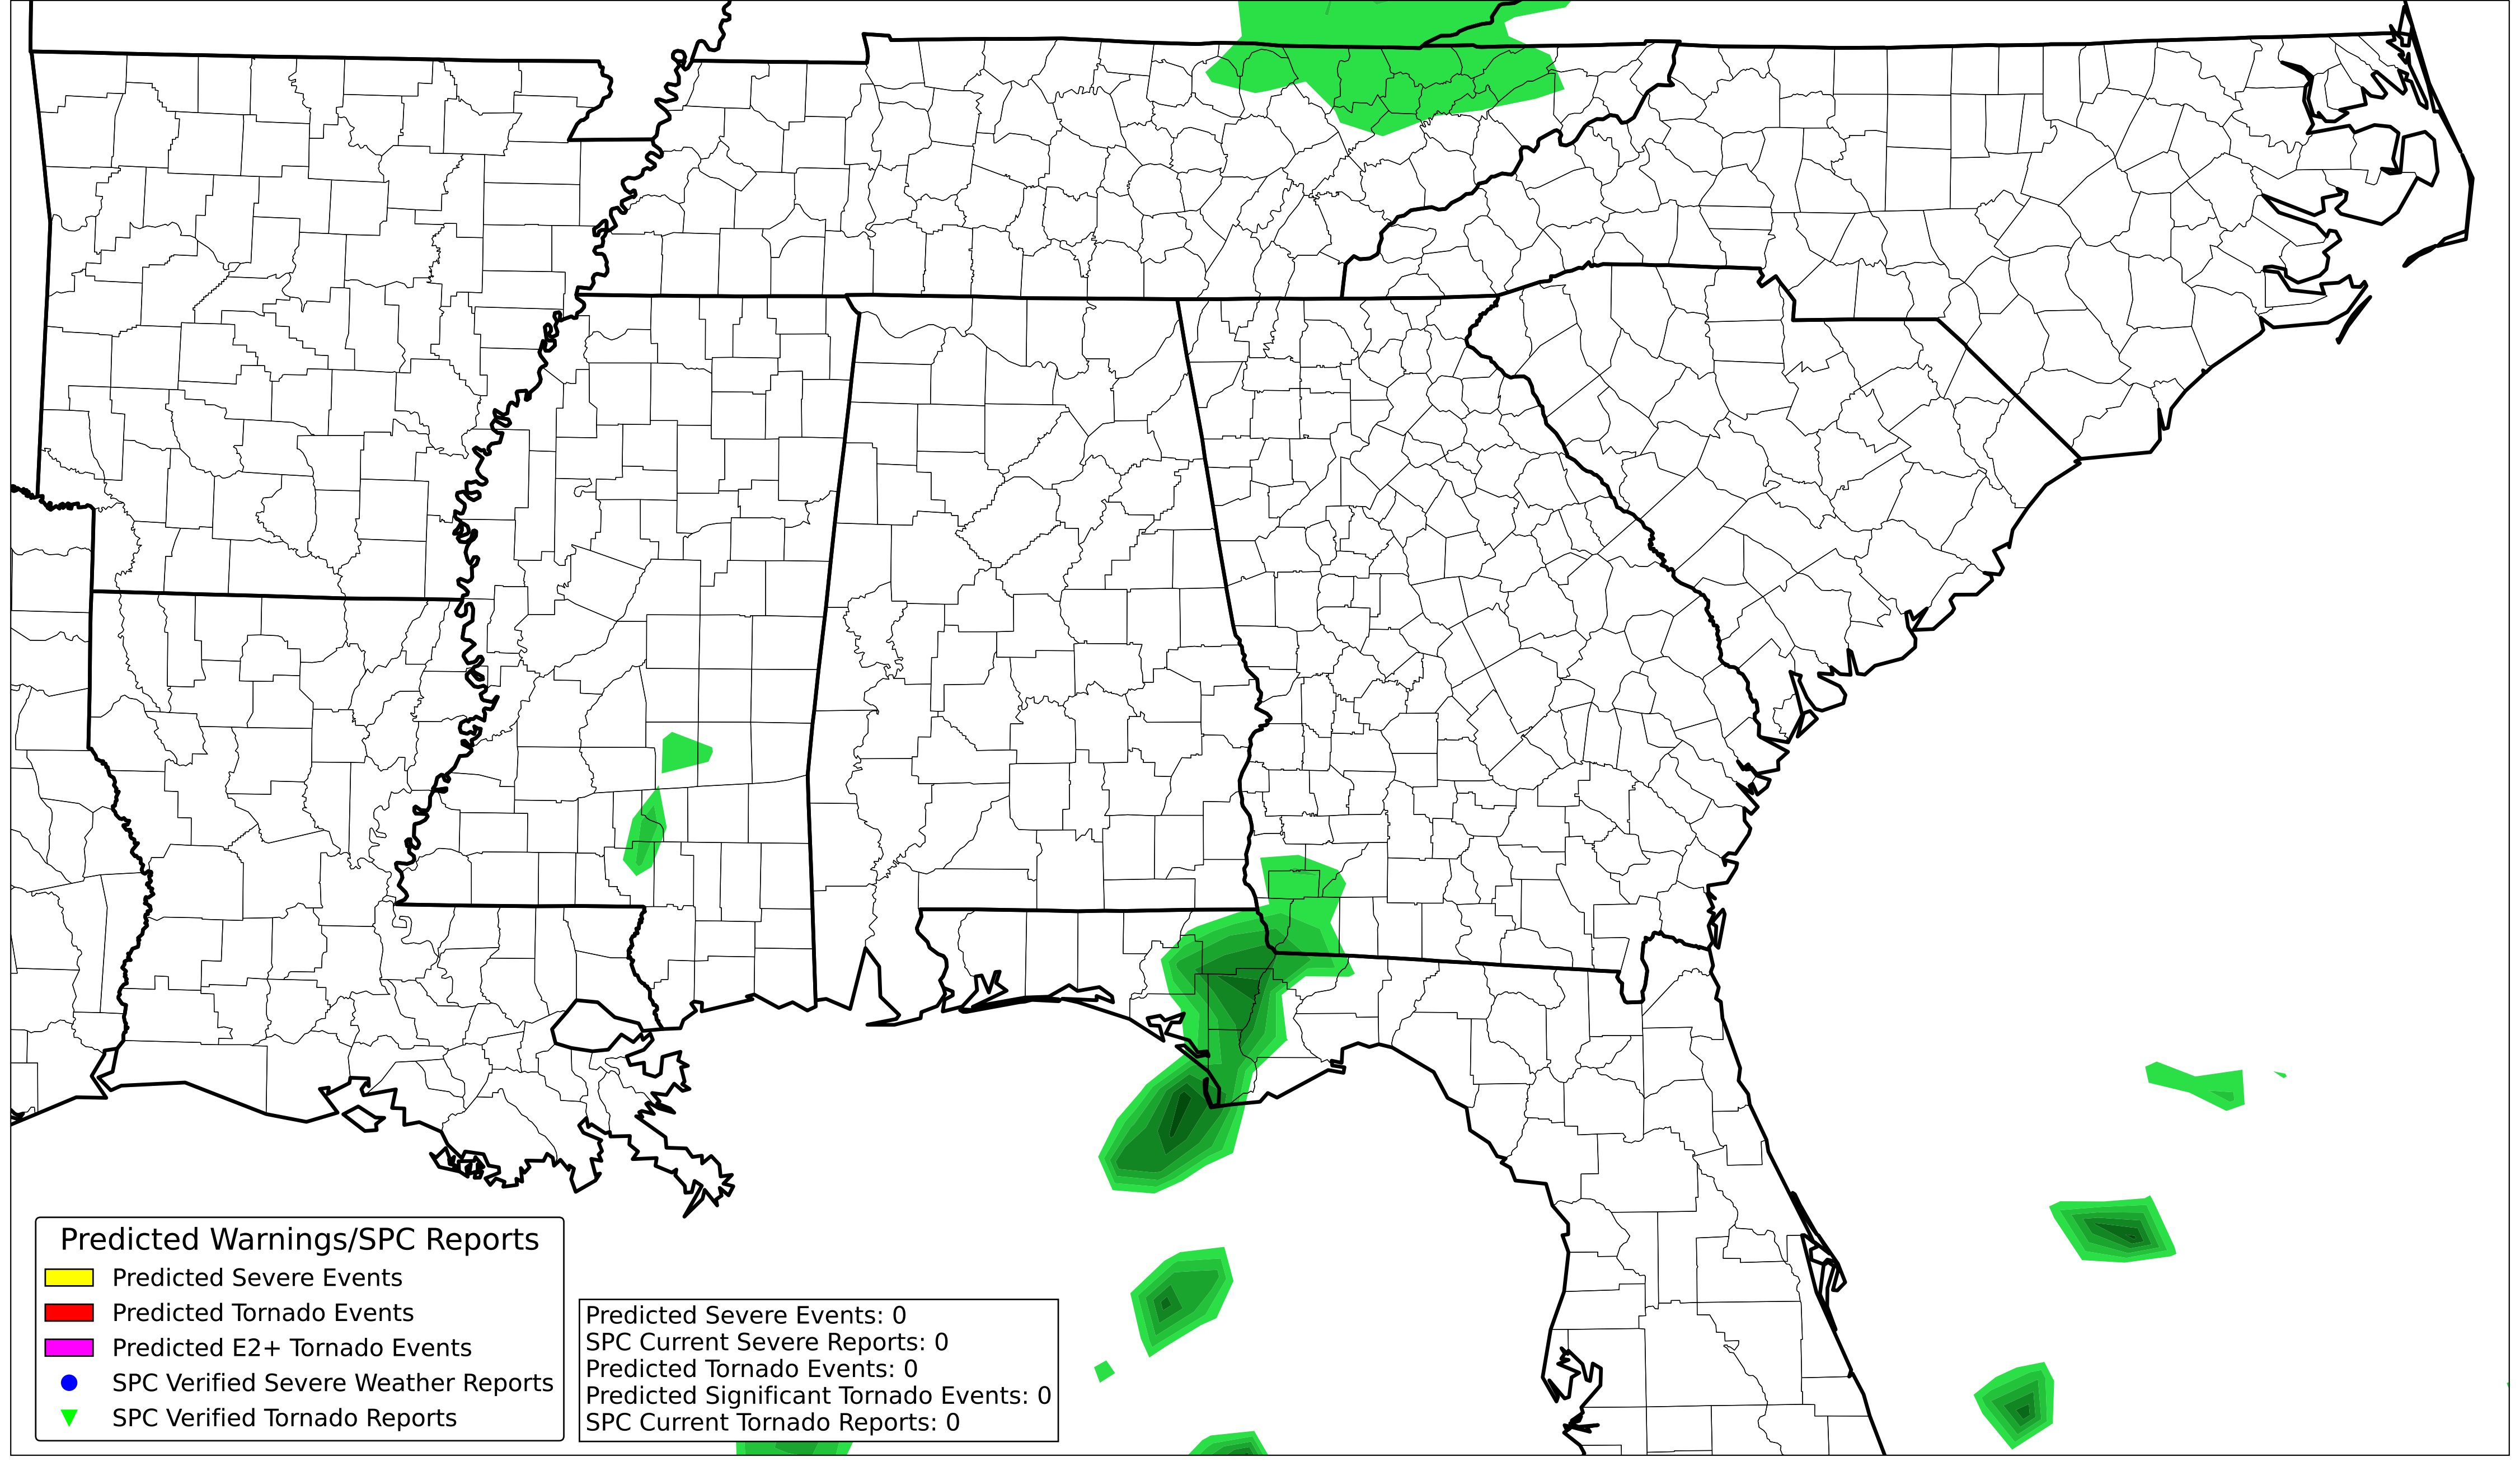 Predicted Warnings/SPC Reports
Predicted Severe Events
Predicted Tornado Events
Predicted E2+ Tornado Events
SPC Verified Severe Weather Reports
SPC Verified Tornado Reports
Predicted Severe Events: 0
SPC Current Severe Reports: 0
Predicted Tornado Events: 0
Predicted Significant Tornado Events: 0
SPC Current Tornado Reports: 0